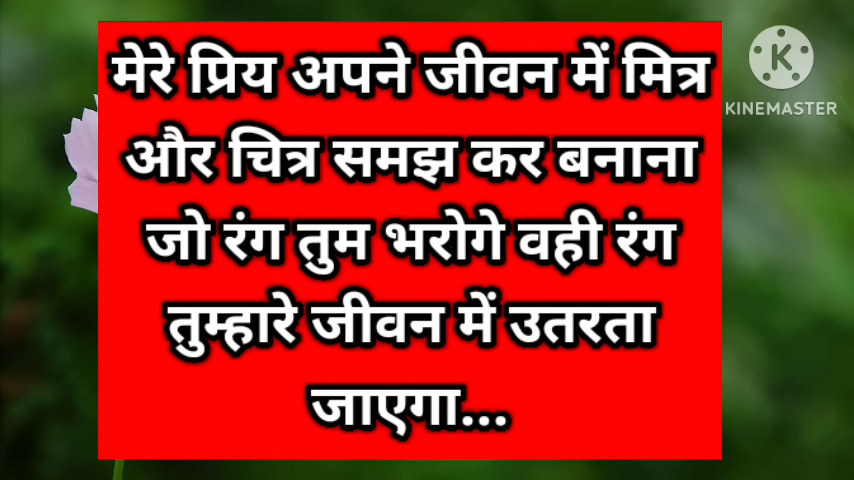 मेरे प्रिय अपने जीवन में मित्र
और चित्र समझ कर बनाना
जो रंग तुम भरोगे वही रंग
तुम्हारे जीवन में उतरता
जाएगा...
K
KINEMASTER